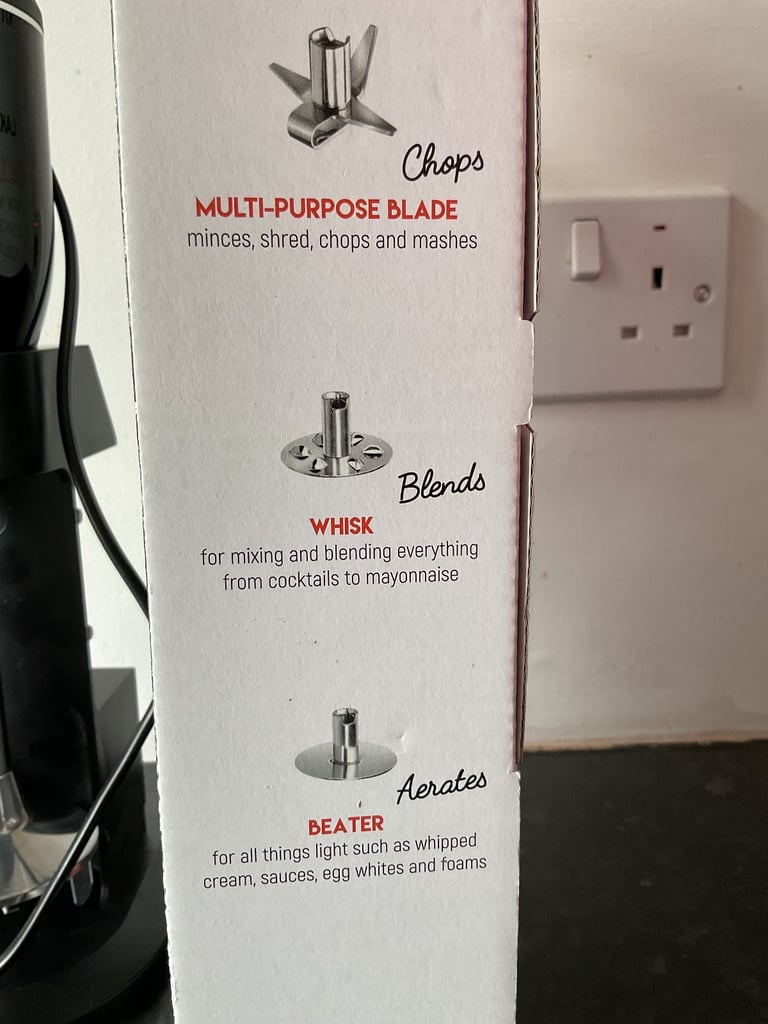 Chops
MULTI-PURPOSE BLADE
minces, shred, chops and mashes
Blends
WHISK
for mixing and blending everything
from cocktails to mayonnaise
Aerates
BEATER
for all things light such as whipped
cream, sauces, egg whites and foams